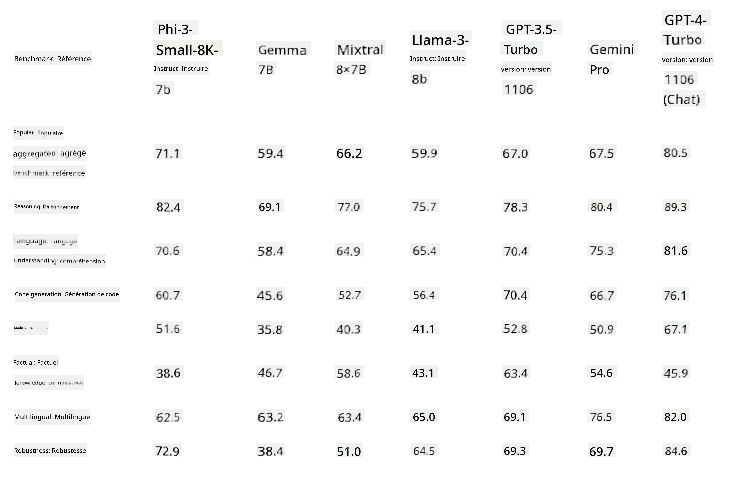 Benchmark: Référence Phi-3-Small-8K-Instruct: Instruire 7b Gemma 7B Mixtral 8×7B Llama-3-Instruct: Instruire 8b GPT-3.5-Turbo version: version 1106 Gemini Pro GPT-4-Turbo version: version 1106 (Chat)
Popular: Populaire
aggregated: agrégé 71.1 59.4 66.2 59.9 67.0 67.5 80.5
benchmark: référence
Reasoning: Raisonnement 82.4 69.1 77.0 75.7 78.3 80.4 89.3
Language: Langage
understanding: compréhension 70.6 58.4 64.9 65.4 70.4 75.3 81.6
Code generation: Génération de code 60.7 45.6 52.7 56.4 70.4 66.7 76.1
51.6 35.8 40.3 41.1 52.8 50.9 67.1
Factual: Factuel 38.6 46.7 58.6 43.1 63.4 54.6 45.9
knowledge: connaissances
Multilingual: Multilingue 62.5 63.2 63.4 65.0 69.1 76.5 82.0
Robustness: Robustesse 72.9 38.4 51.0 64.5 69.3 69.7 84.6